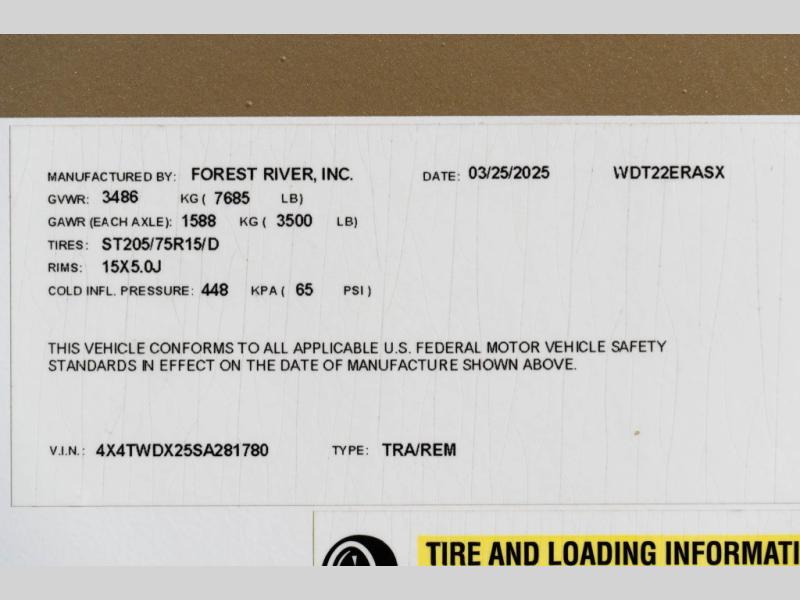 MANUFACTURED BY: FOREST RIVER, INC. DATE: 03/25/2025 WDT22ERASX
GVWR: 3486 KG ( 7685 LB)
GAWR (EACH AXLE): 1588 KG ( 3500 LB)
TIRES: ST205/75R15/D
RIMS: 15X5.0J
COLD INFL. PRESSURE: 448 KPA ( 65 PSI )
THIS VEHICLE CONFORMS TO ALL APPLICABLE U.S. FEDERAL MOTOR VEHICLE SAFETY
STANDARDS IN EFFECT ON THE DATE OF MANUFACTURE SHOWN ABOVE.
V.I.N.: 4X4TWDX25SA281780 TYPE: TRA/REM
TIRE AND LOADING INFORMATI